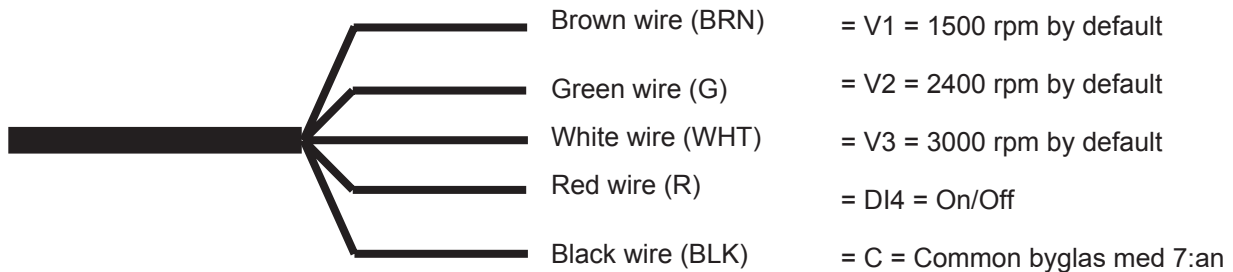 Brown wire (BRN) = V1 = 1500 rpm by default
Green wire (G) = V2 = 2400 rpm by default
White wire (WHT) = V3 = 3000 rpm by default
Red wire (R) = DI4 = On/Off
Black wire (BLK) = C = Common byglas med 7:an